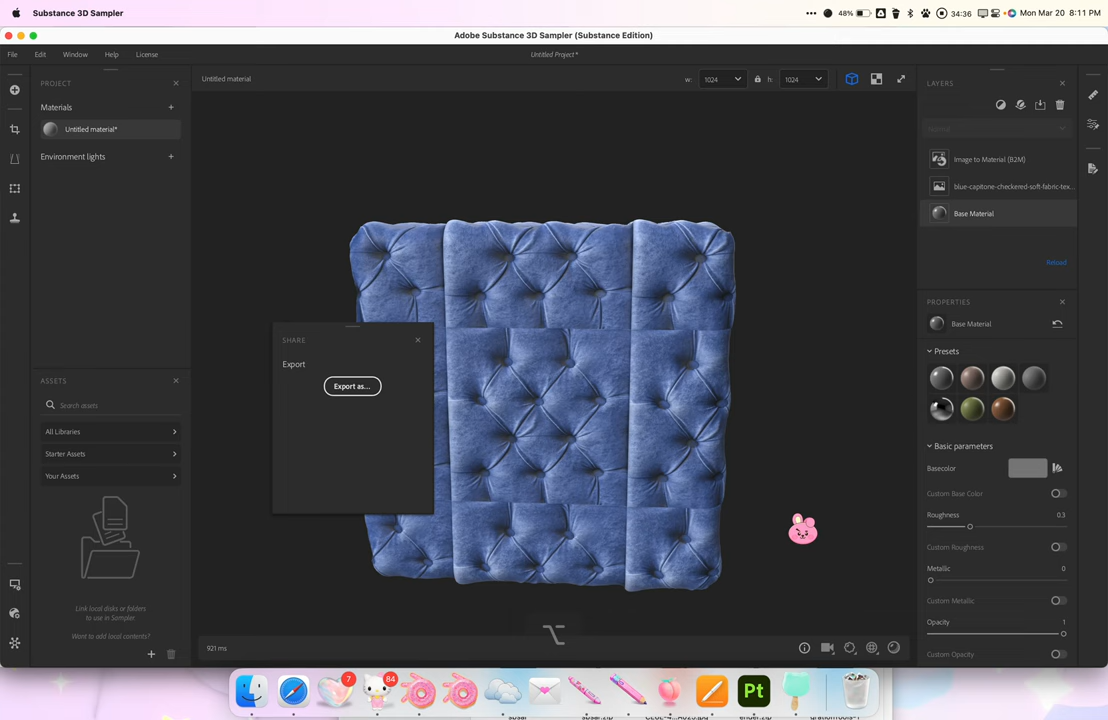 Substance 3D Sampler
48%
34:36
Mon Mar 20 8:11 PM
Adobe Substance 3D Sampler (Substance Edition)
File Edit Window Help License
Untitled Project*
PROJECT
Materials
Untitled material*
Environment lights
Untitled material
w: 1024 h: 1024
LAYERS
Image to Material (B2M)
blue-capitone-checkered-soft-fabric-tex...
Base Material
Reload
PROPERTIES
Base Material
Presets
Basic parameters
Basecolor
Custom Base Color
Roughness 0.3
Custom Roughness
Metallic 0
Custom Metallic
Opacity 1
Custom Opacity
SHARE
Export
Export as...
ASSETS
Search assets
All Libraries
Starter Assets
Your Assets
Link local disks or folders
to use in Sampler
Want to add local contents?
921 ms
7
84
Pt